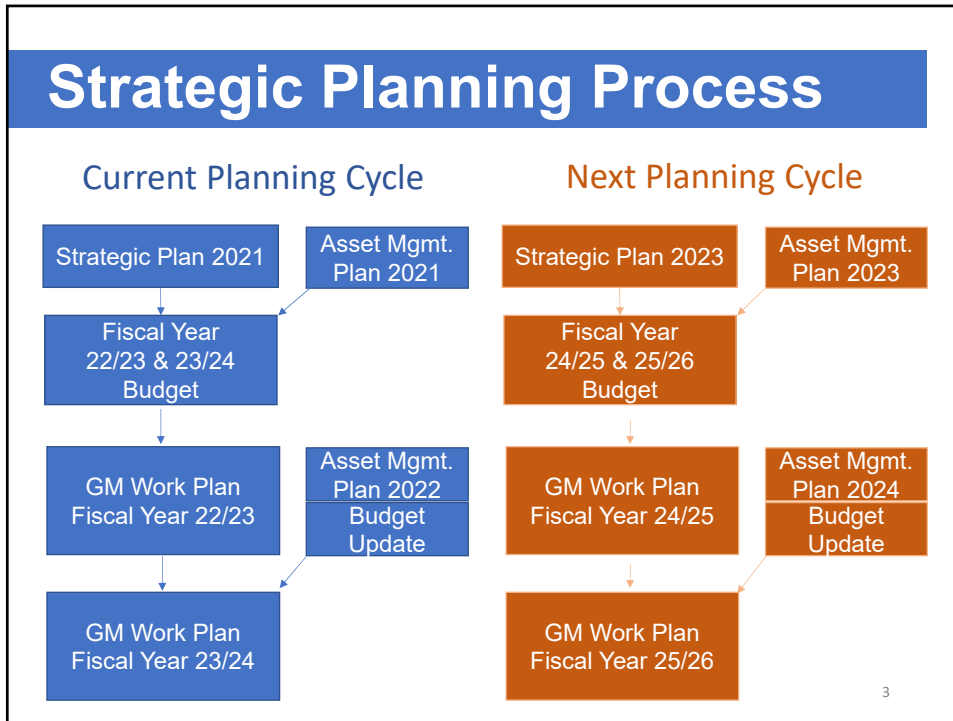 Strategic Planning Process
Current Planning Cycle
Strategic Plan 2021
Asset Mgmt.
Plan 2021
Fiscal Year
22/23 & 23/24
Budget
GM Work Plan
Fiscal Year 22/23
Asset Mgmt.
Plan 2022
Budget
Update
GM Work Plan
Fiscal Year 23/24
Next Planning Cycle
Strategic Plan 2023
Asset Mgmt.
Plan 2023
Fiscal Year
24/25 & 25/26
Budget
GM Work Plan
Fiscal Year 24/25
Asset Mgmt.
Plan 2024
Budget
Update
GM Work Plan
Fiscal Year 25/26
3